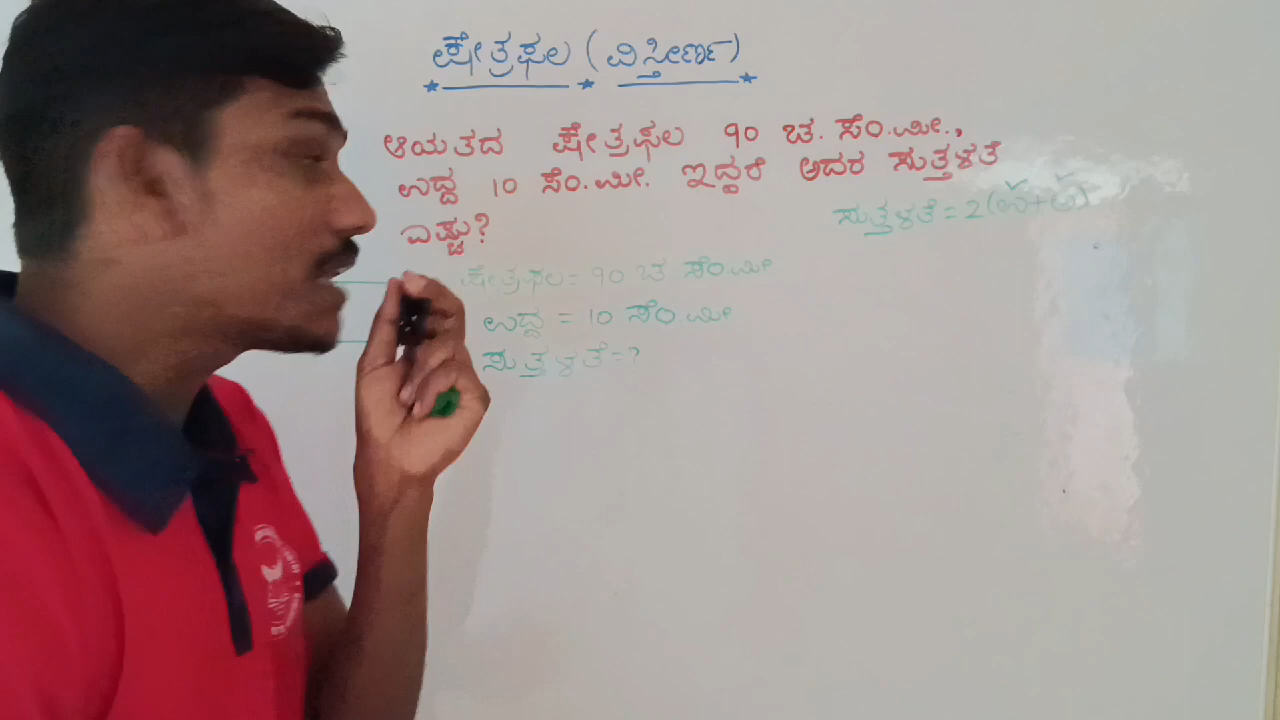 ಕ್ಷೇತ್ರಫಲ (ವಿಸ್ತೀರ್ಣ)
ಆಯತದ ಕ್ಷೇತ್ರಫಲ 90 ಚ. ಸೆಂ.ಮೀ.,
ಉದ್ದ 10 ಸೆಂ.ಮೀ. ಇದ್ದರೆ ಅದರ ಸುತ್ತಳತೆ
ಎಷ್ಟು?
ಸುತ್ತಳತೆ = 2(ಉ+ಅ)
ಕ್ಷೇತ್ರಫಲ = 90 ಚ ಸೆಂ.ಮೀ
ಉದ್ದ = 10 ಸೆಂ.ಮೀ
ಸುತ್ತಳತೆ = ?